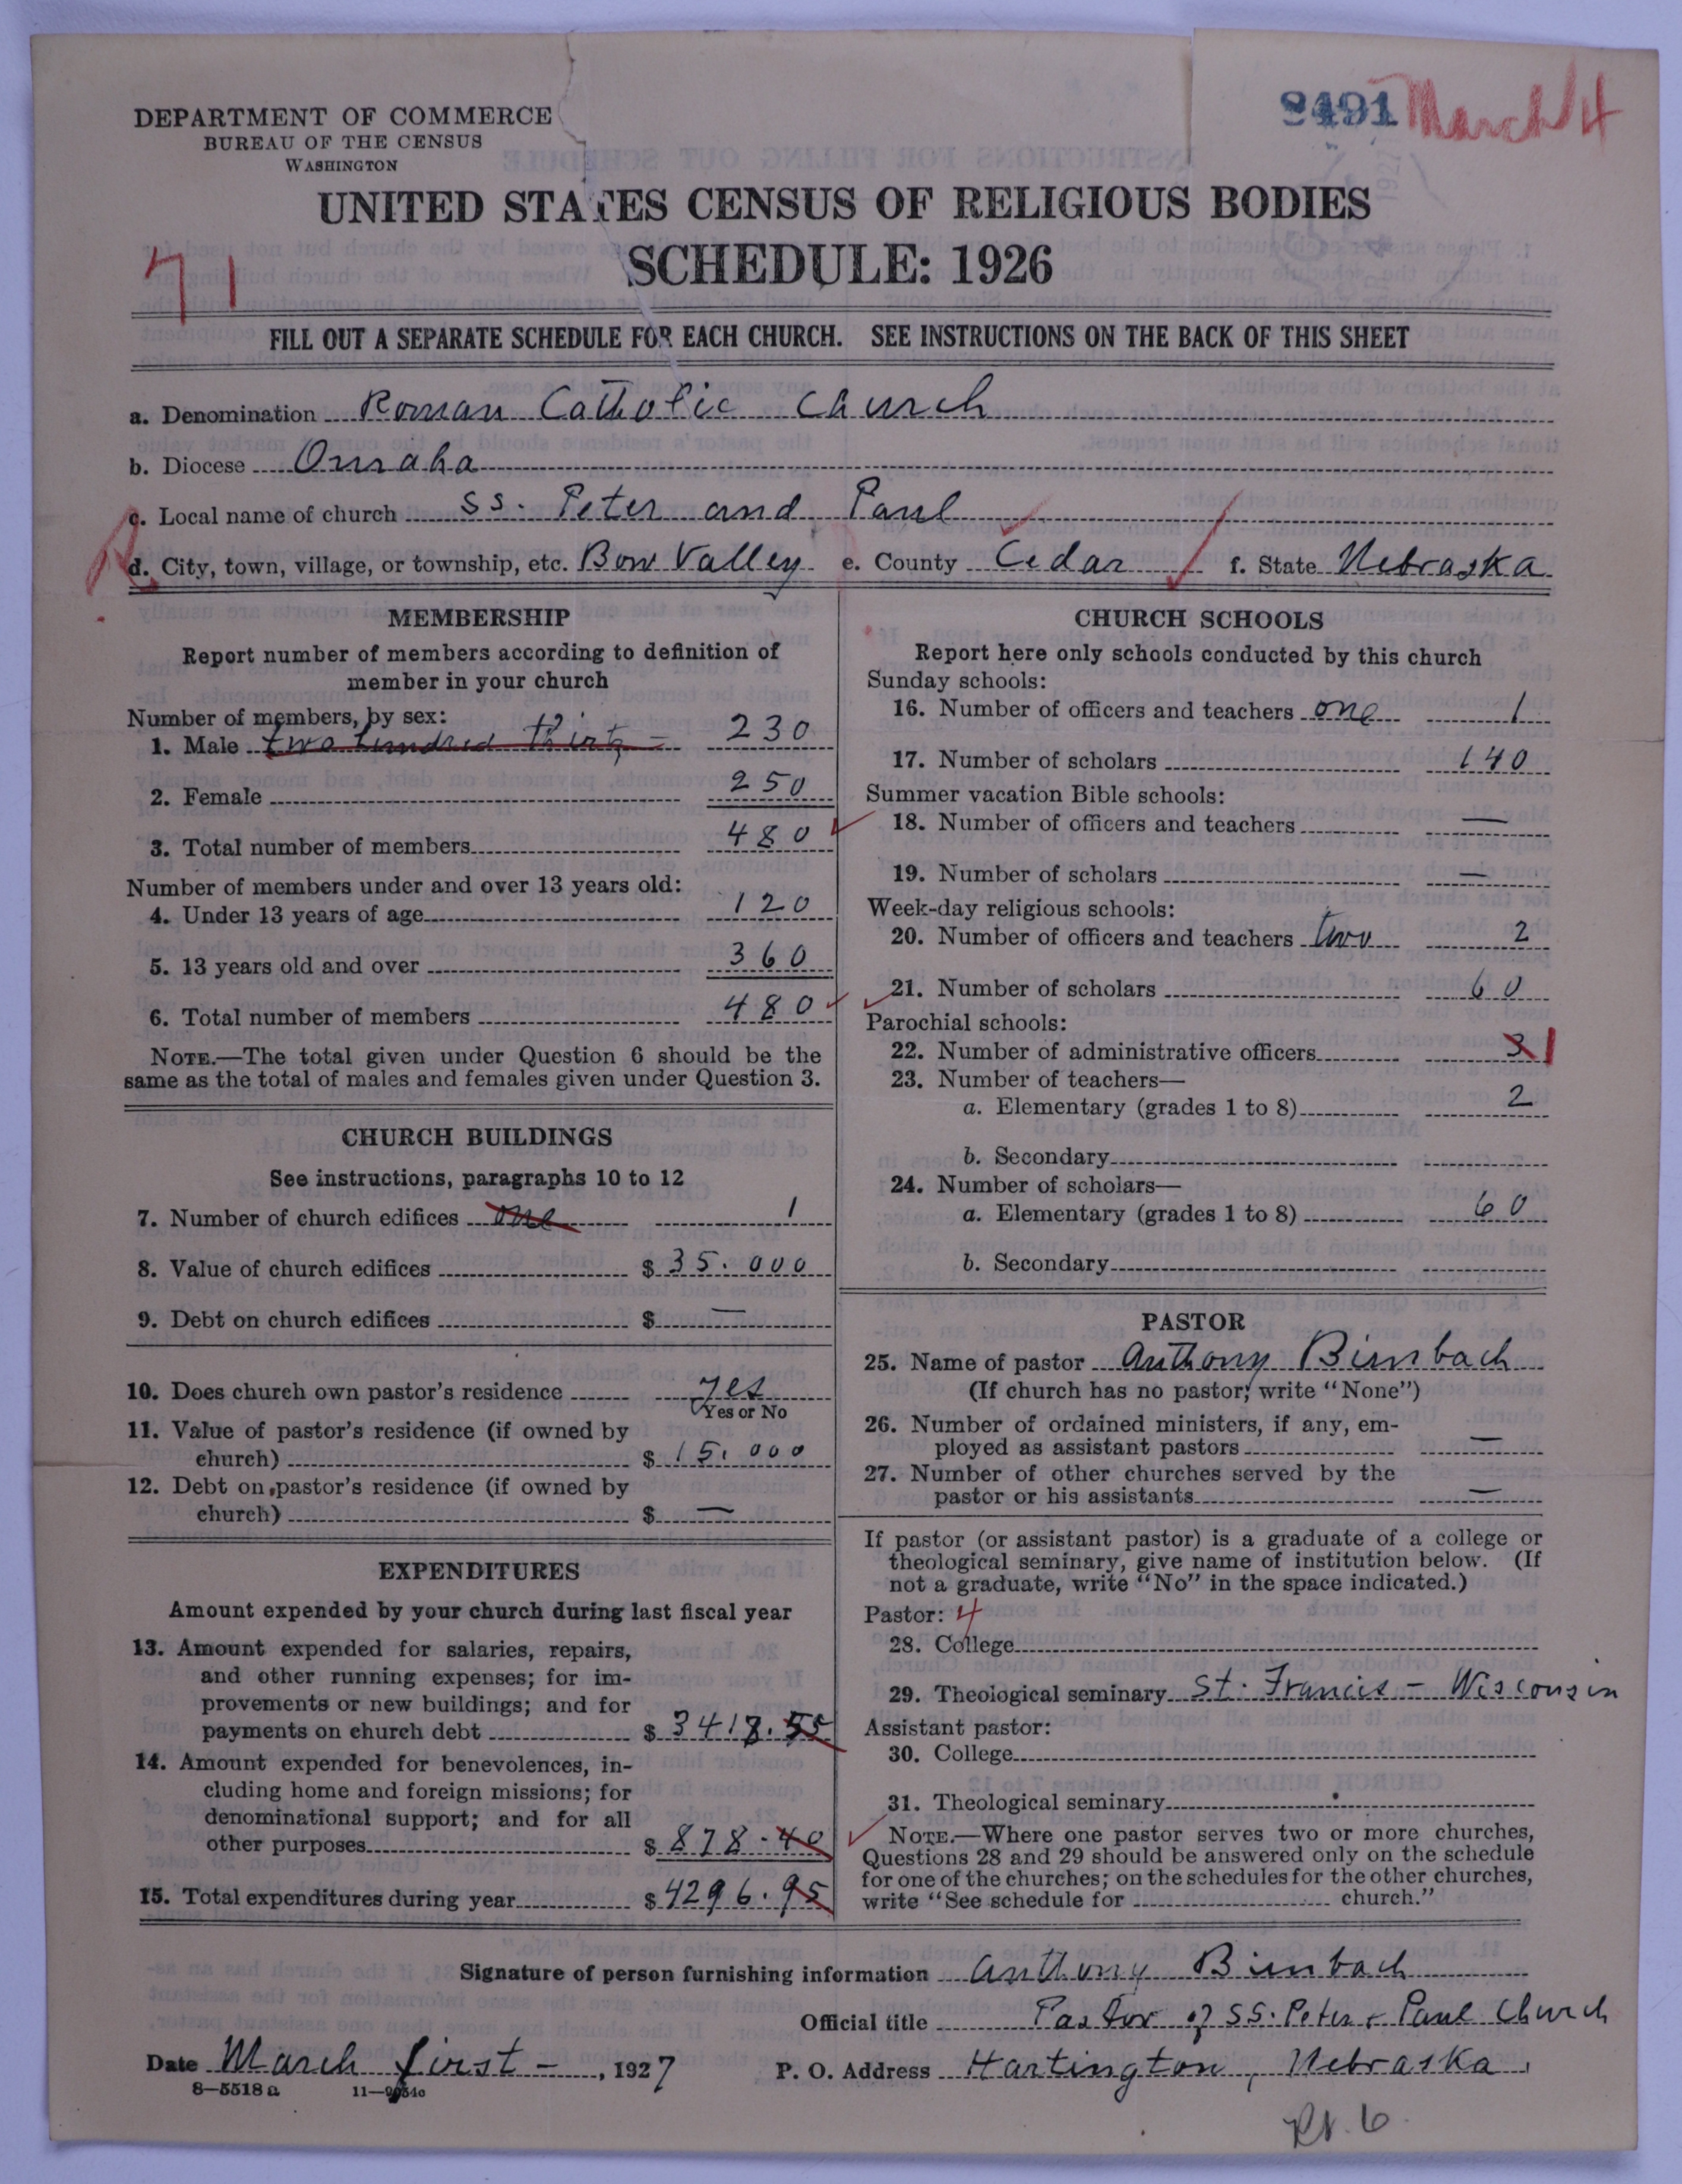 8491 March 4
DEPARTMENT OF COMMERCE
BUREAU OF THE CENSUS
WASHINGTON
UNITED STATES CENSUS OF RELIGIOUS BODIES
SCHEDULE: 1926
71
FILL OUT A SEPARATE SCHEDULE FOR EACH CHURCH. SEE INSTRUCTIONS ON THE BACK OF THIS SHEET
a. Denomination Roman Catholic Church
b. Diocese Omaha
c. Local name of church SS. Peter and Paul
d. City, town, village, or township, etc. Bow Valley e. County Cedar f. State Nebraska
MEMBERSHIP
Report number of members according to definition of
member in your church
Number of members, by sex:
1. Male two hundred thirty 230
2. Female 250
3. Total number of members 480
Number of members under and over 13 years old:
4. Under 13 years of age 120
5. 13 years old and over 360
6. Total number of members 480
NOTE.—The total given under Question 6 should be the
same as the total of males and females given under Question 3.
CHURCH BUILDINGS
See instructions, paragraphs 10 to 12
7. Number of church edifices one 1
8. Value of church edifices $ 35.000
9. Debt on church edifices $ —
10. Does church own pastor's residence yes
Yes or No
11. Value of pastor's residence (if owned by
church) $ 15.000
12. Debt on pastor's residence (if owned by
church) $ —
EXPENDITURES
Amount expended by your church during last fiscal year
13. Amount expended for salaries, repairs,
and other running expenses; for im-
provements or new buildings; and for
payments on church debt $ 3418.55
14. Amount expended for benevolences, in-
cluding home and foreign missions; for
denominational support; and for all
other purposes $ 878.40
15. Total expenditures during year $ 4296.95
CHURCH SCHOOLS
Report here only schools conducted by this church
Sunday schools:
16. Number of officers and teachers one 1
17. Number of scholars 140
Summer vacation Bible schools:
18. Number of officers and teachers —
19. Number of scholars —
Week-day religious schools:
20. Number of officers and teachers two 2
21. Number of scholars 60
Parochial schools:
22. Number of administrative officers 3 1
23. Number of teachers—
a. Elementary (grades 1 to 8) 2
b. Secondary
24. Number of scholars—
a. Elementary (grades 1 to 8) 60
b. Secondary
PASTOR
25. Name of pastor Anthony Birnbach
(If church has no pastor, write "None")
26. Number of ordained ministers, if any, em-
ployed as assistant pastors —
27. Number of other churches served by the
pastor or his assistants —
If pastor (or assistant pastor) is a graduate of a college or
theological seminary, give name of institution below. (If
not a graduate, write "No" in the space indicated.)
Pastor: 4
28. College
29. Theological seminary St. Francis - Wisconsin
Assistant pastor:
30. College
31. Theological seminary
NOTE.—Where one pastor serves two or more churches,
Questions 28 and 29 should be answered only on the schedule
for one of the churches; on the schedules for the other churches,
write "See schedule for church."
Signature of person furnishing information Anthony Birnbach
Official title Pastor of SS. Peter & Paul Church
Date March first - , 1927 P. O. Address Hartington, Nebraska
8—5518 a 11—9954c
Rt. 6